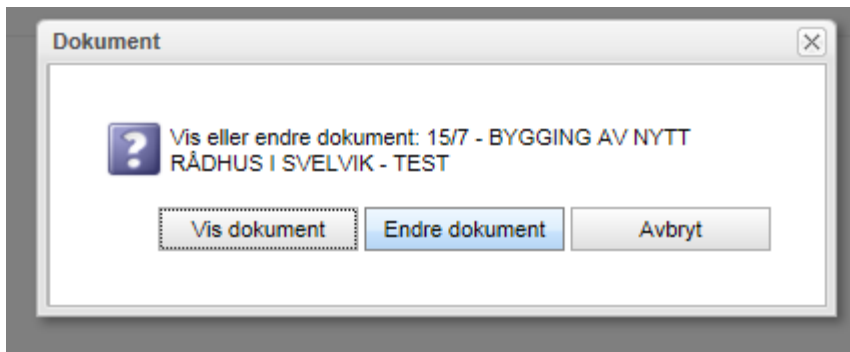 Dokument
Vis eller endre dokument: 15/7 - BYGGING AV NYTT
RÅDHUS I SVELVIK - TEST
Vis dokument Endre dokument Avbryt